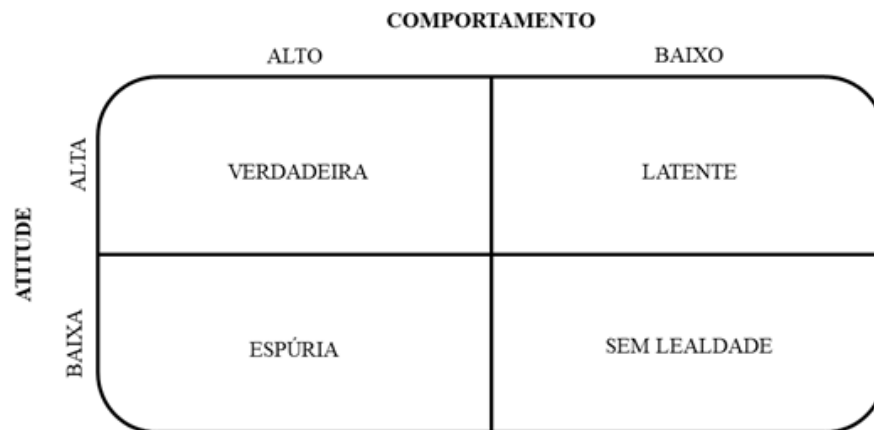 COMPORTAMENTO
ALTO
BAIXO
ATITUDE
ALTA
VERDADEIRA
LATENTE
BAIXA
ESPÚRIA
SEM LEALDADE